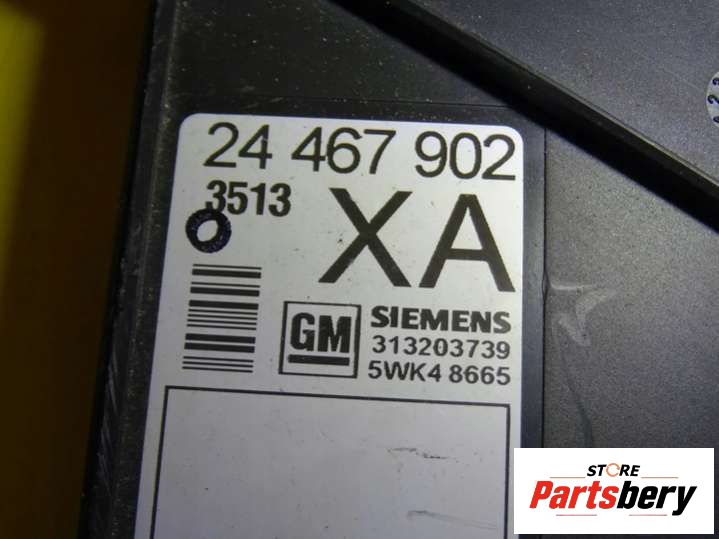 24 467 902
3513
XA
GM
SIEMENS
313203739
5WK4 8665
STORE
Partsbery